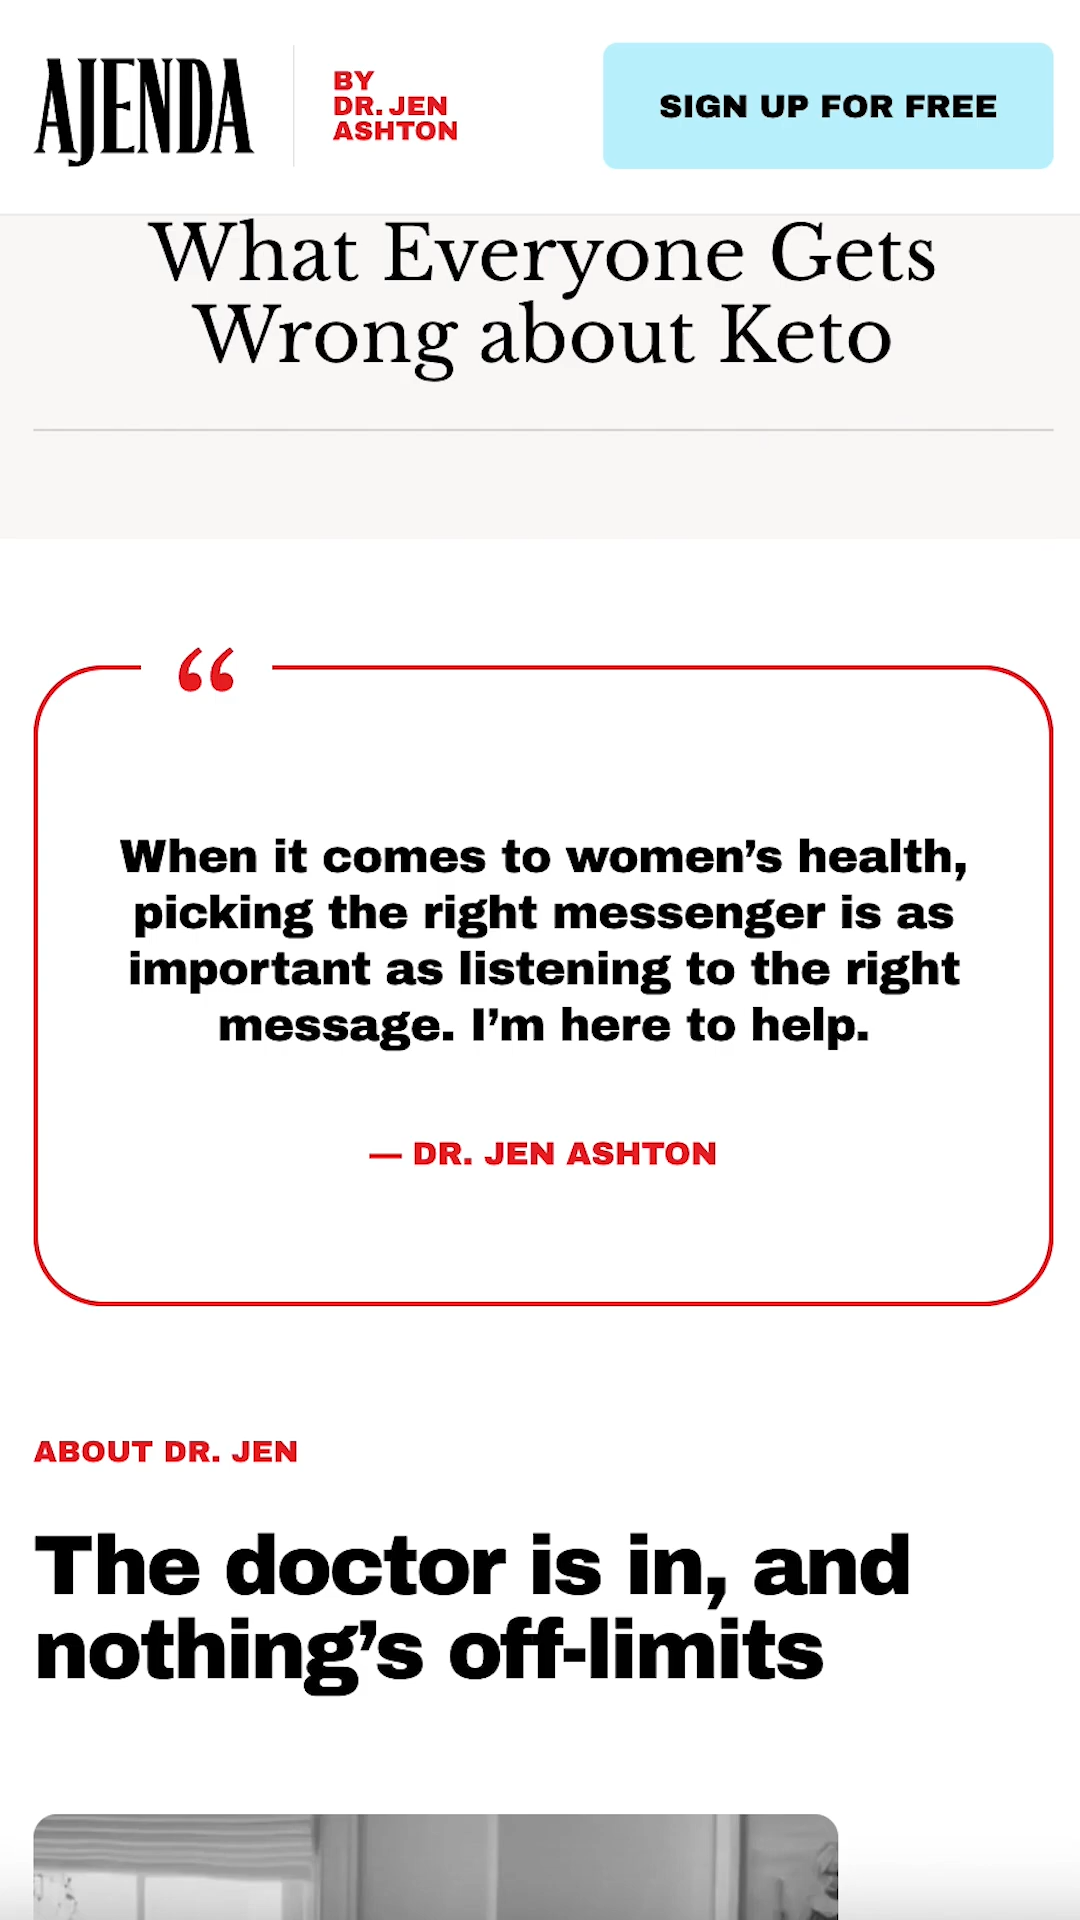 AJENDA
BY
DR. JEN
ASHTON
SIGN UP FOR FREE
What Everyone Gets
Wrong about Keto
“
When it comes to women’s health,
picking the right messenger is as
important as listening to the right
message. I’m here to help.
— DR. JEN ASHTON
ABOUT DR. JEN
The doctor is in, and
nothing’s off-limits